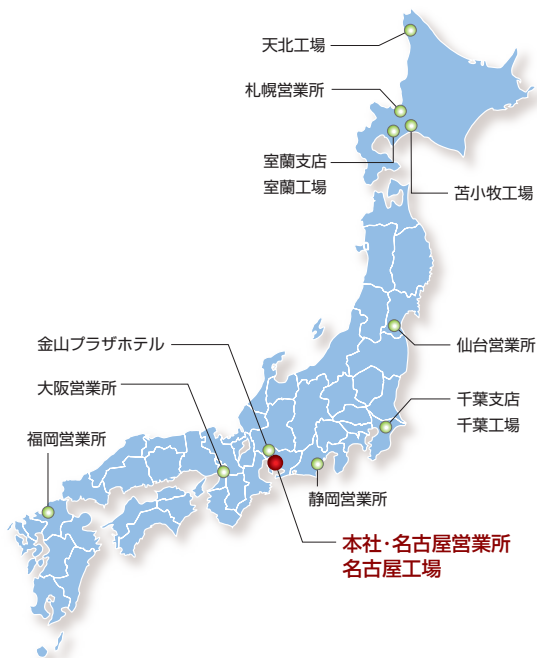 天北工場
札幌営業所
室蘭支店
室蘭工場
苫小牧工場
仙台営業所
金山プラザホテル
大阪営業所
千葉支店
千葉工場
福岡営業所
静岡営業所
本社・名古屋営業所
名古屋工場